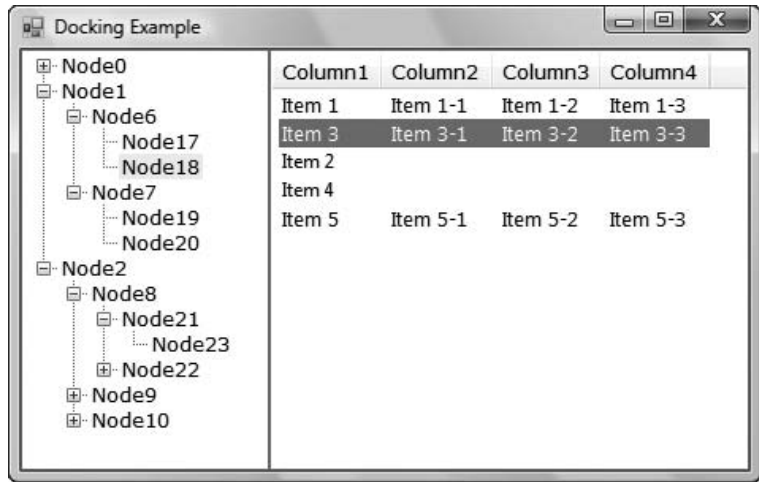 Docking Example
Node0
Node1
Node6
Node17
Node18
Node7
Node19
Node20
Node2
Node8
Node21
Node23
Node22
Node9
Node10
Column1 Column2 Column3 Column4
Item 1 Item 1-1 Item 1-2 Item 1-3
Item 3 Item 3-1 Item 3-2 Item 3-3
Item 2
Item 4
Item 5 Item 5-1 Item 5-2 Item 5-3